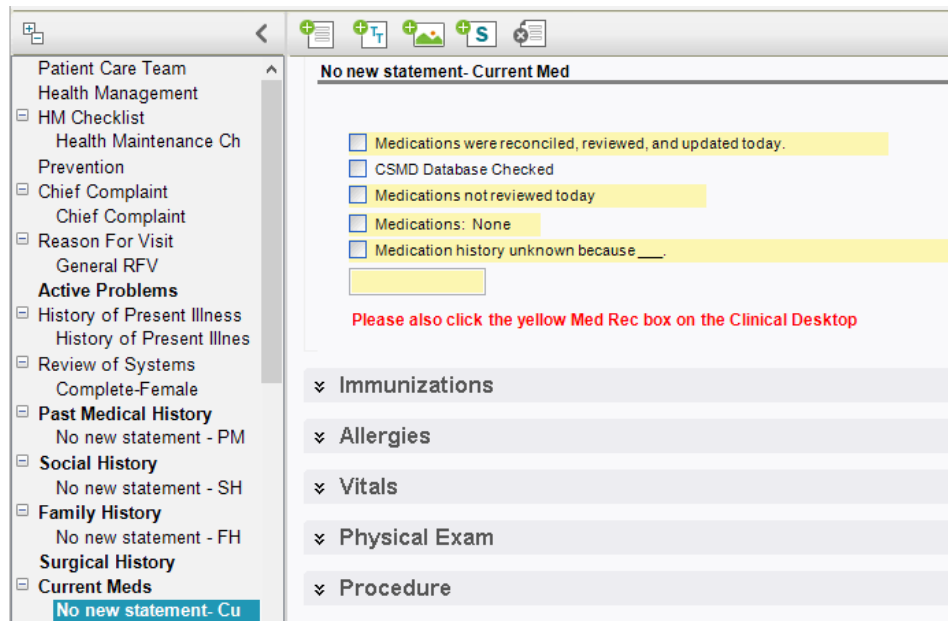 Patient Care Team
Health Management
HM Checklist
Health Maintenance Ch
Prevention
Chief Complaint
Chief Complaint
Reason For Visit
General RFV
Active Problems
History of Present Illness
History of Present Illnes
Review of Systems
Complete-Female
Past Medical History
No new statement - PM
Social History
No new statement - SH
Family History
No new statement - FH
Surgical History
Current Meds
No new statement- Cu
TT
S
No new statement- Current Med
Medications were reconciled, reviewed, and updated today.
CSMD Database Checked
Medications not reviewed today
Medications: None
Medication history unknown because ___.
Please also click the yellow Med Rec box on the Clinical Desktop
Immunizations
Allergies
Vitals
Physical Exam
Procedure